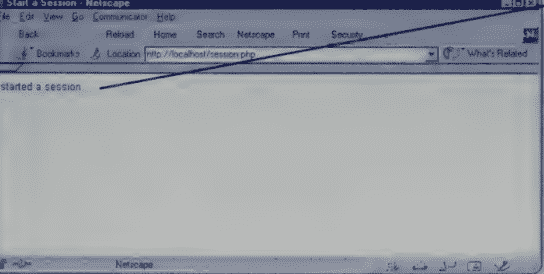 Start a Session - Netscape
File Edit View Go Communicator Help
Back Reload Home Search Netscape Print Security
Bookmarks Location http://localhost/session.php What's Related
started a session
Netscape